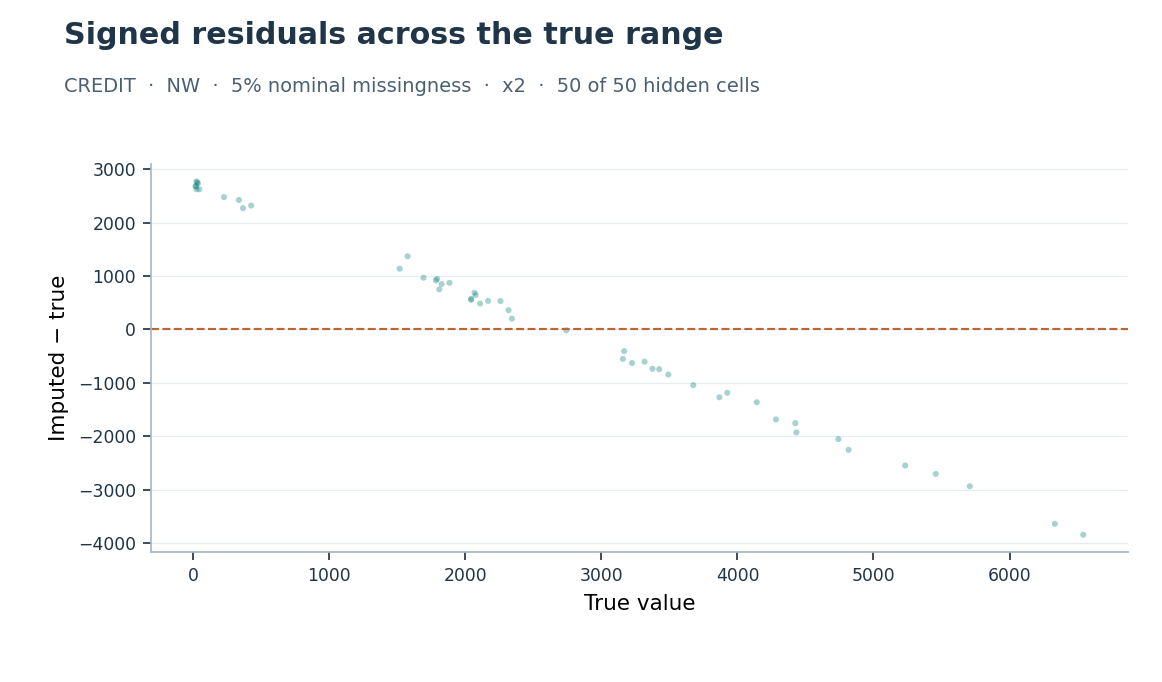 Signed residuals across the true range
CREDIT · NW · 5% nominal missingness · x2 · 50 of 50 hidden cells
3000
2000
1000
0
−1000
−2000
−3000
−4000
Imputed − true
0 1000 2000 3000 4000 5000 6000
True value